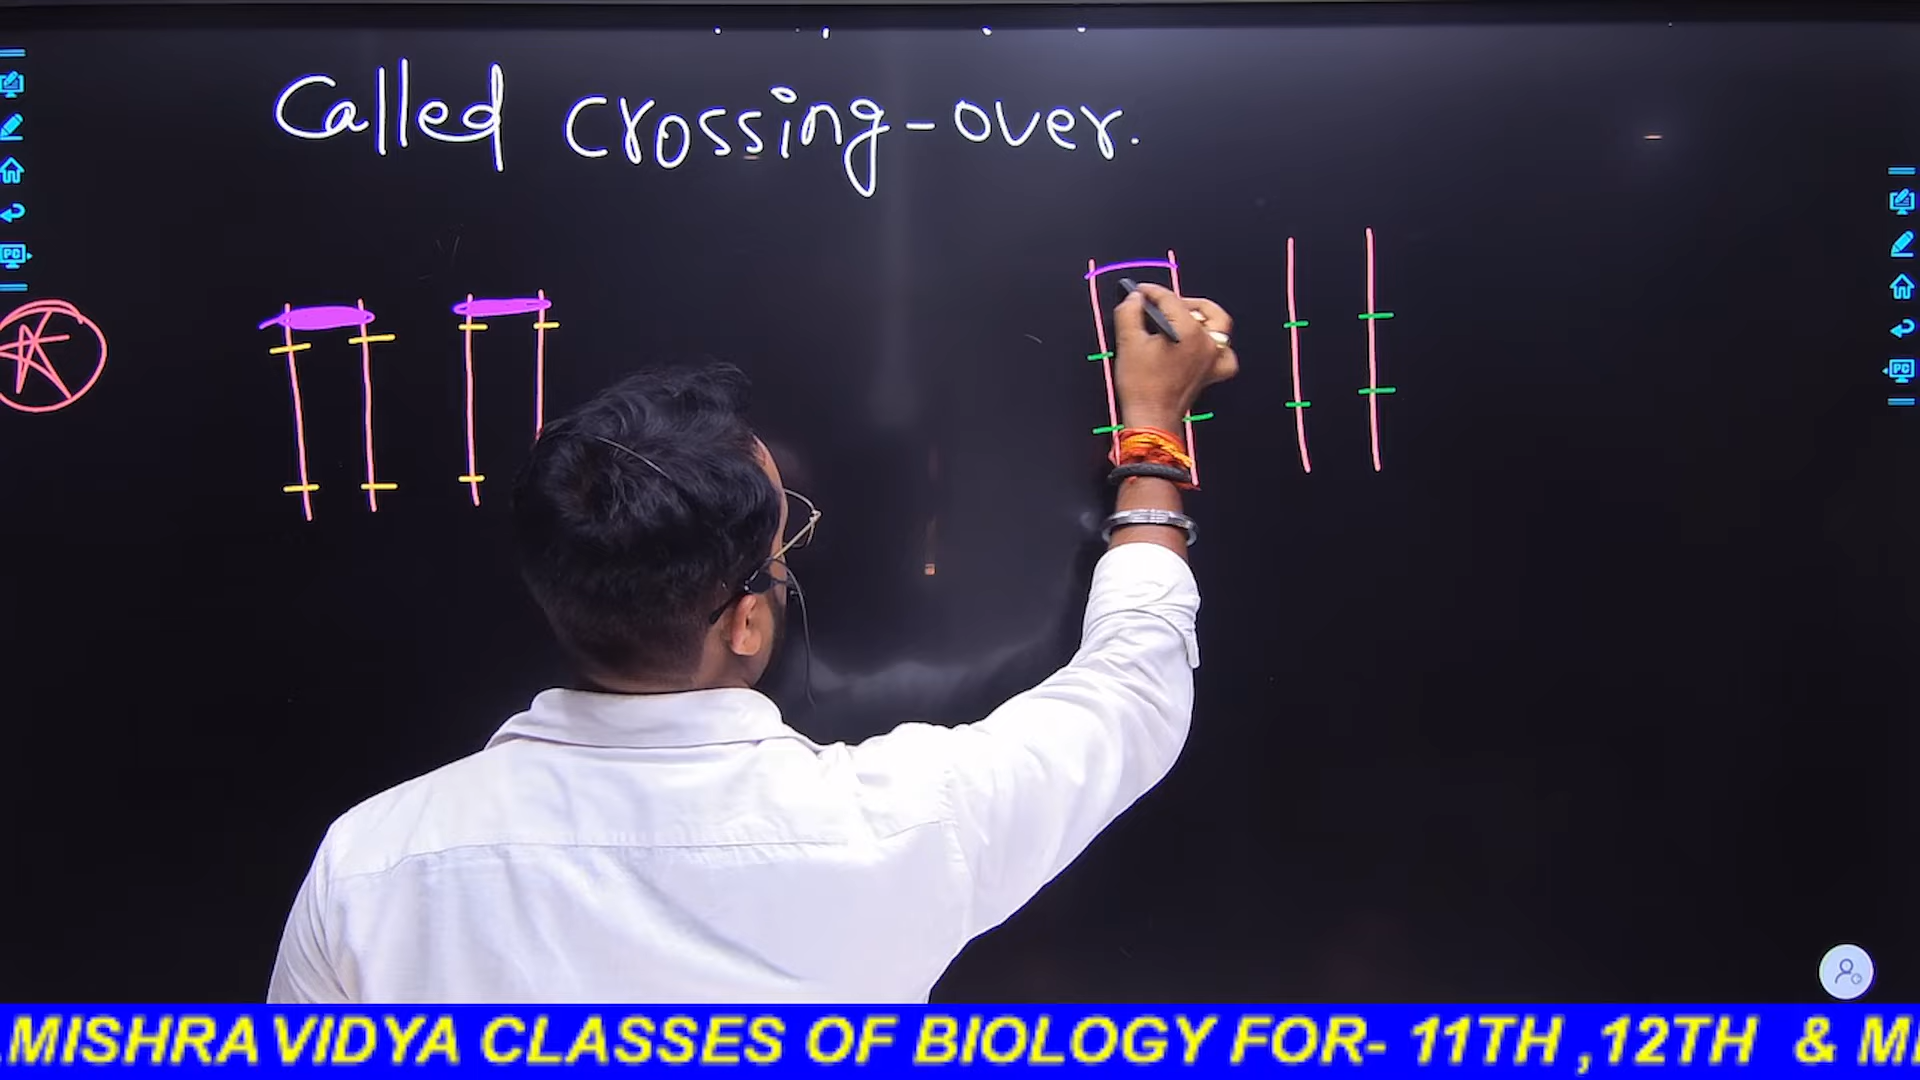 Called crossing-over.
MISHRA VIDYA CLASSES OF BIOLOGY FOR- 11TH ,12TH & M